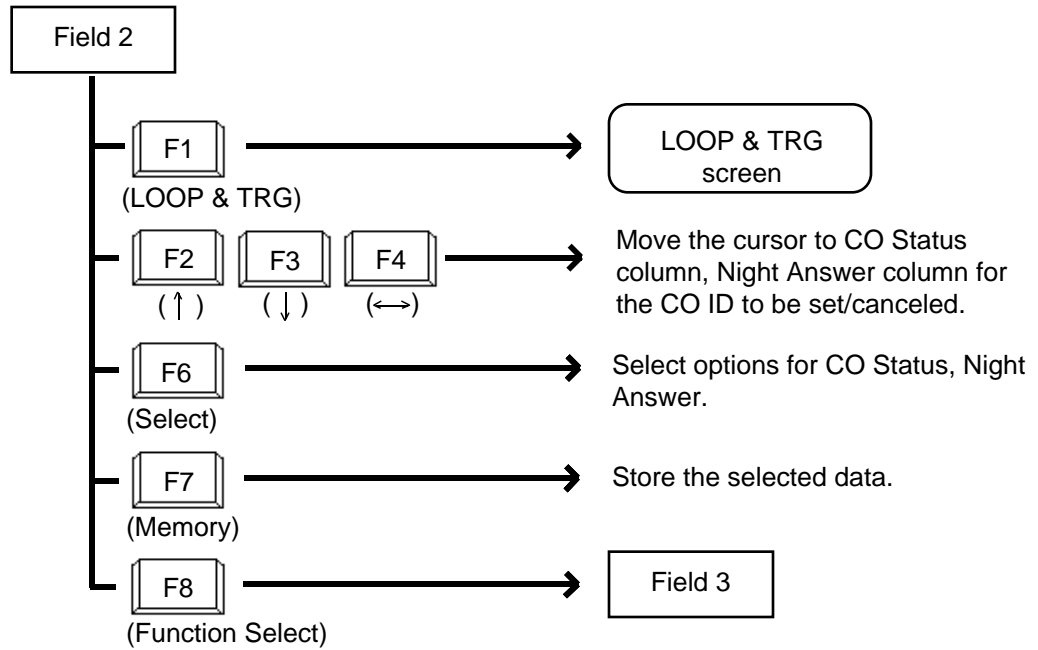 Field 2
F1
(LOOP & TRG)
LOOP & TRG
screen
F2 F3 F4
(↑) (↓) (↔)
Move the cursor to CO Status
column, Night Answer column for
the CO ID to be set/canceled.
F6
(Select)
Select options for CO Status, Night
Answer.
F7
(Memory)
Store the selected data.
F8
(Function Select)
Field 3